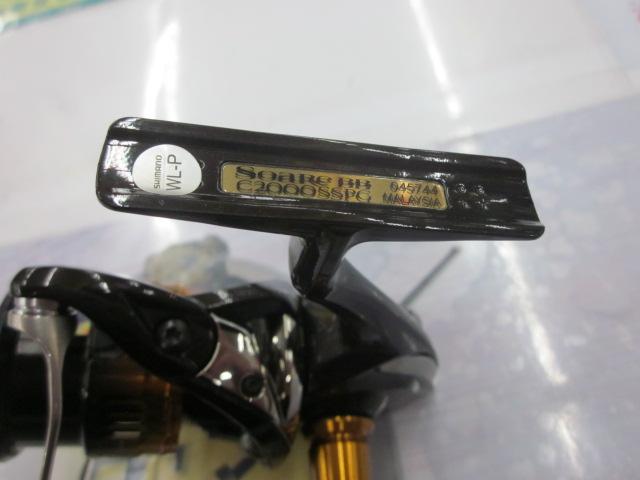 SHIMANO
WL-P
SOARE BB 045744
C2000SSPG MALAYSIA